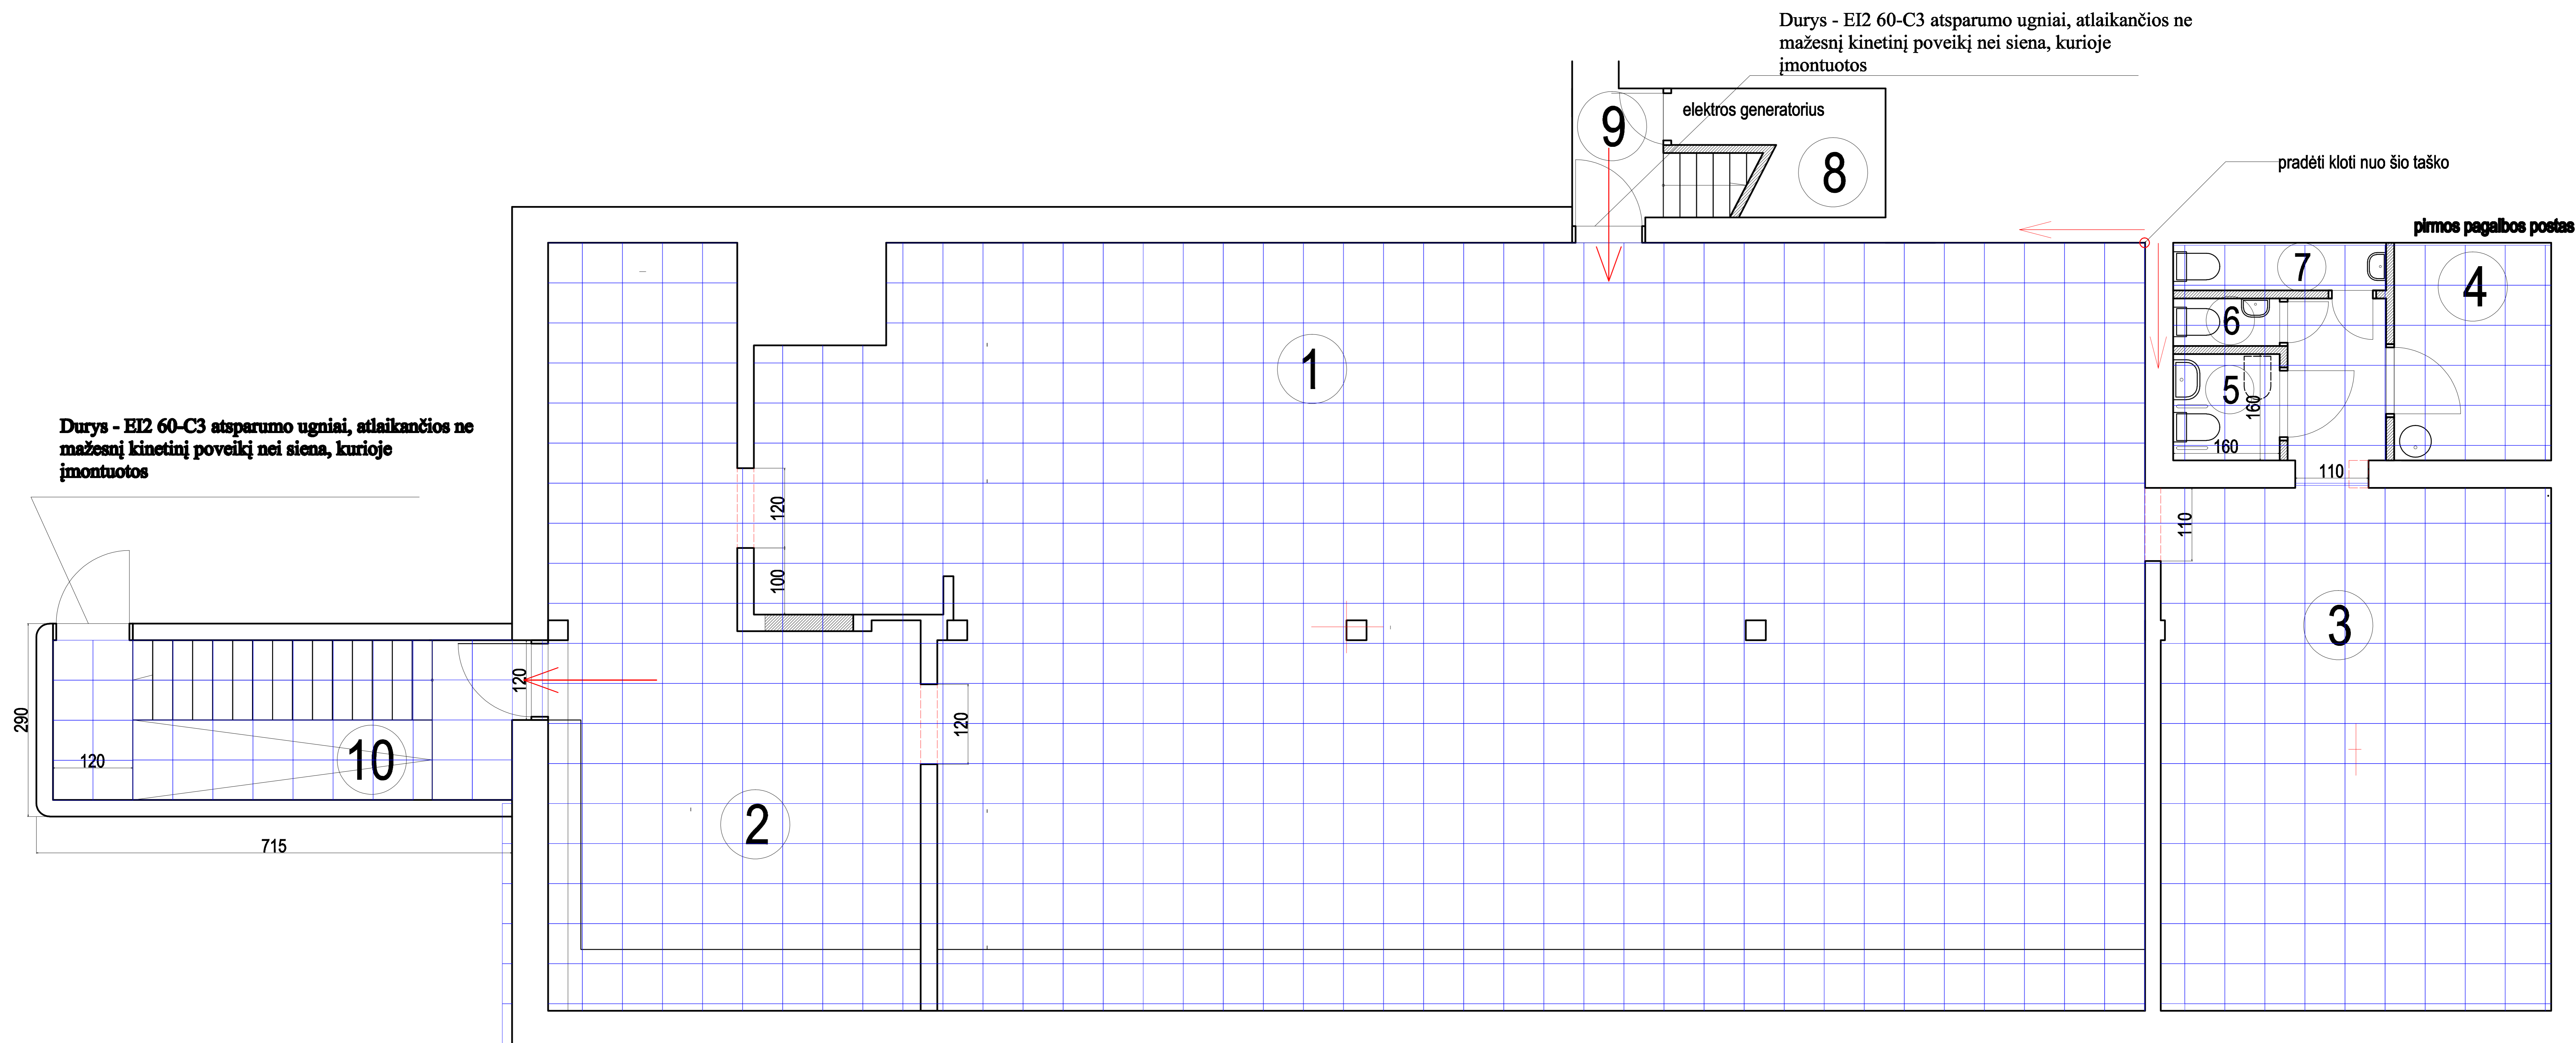 Durys - EI2 60-C3 atsparumo ugniai, atlaikančios ne
mažesnį kinetinį poveikį nei siena, kurioje
įmontuotos
elektros generatorius
9
8
pradėti kloti nuo šio taško
pirmos pagalbos postas
7
4
6
5
160
160
110
1
Durys - EI2 60-C3 atsparumo ugniai, atlaikančios ne
mažesnį kinetinį poveikį nei siena, kurioje
įmontuotos
120
100
110
3
120
120
290
120
10
715
2